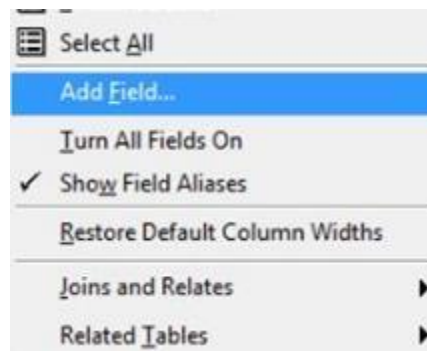 Select All
Add Field...
Turn All Fields On
Show Field Aliases
Restore Default Column Widths
Joins and Relates
Related Tables